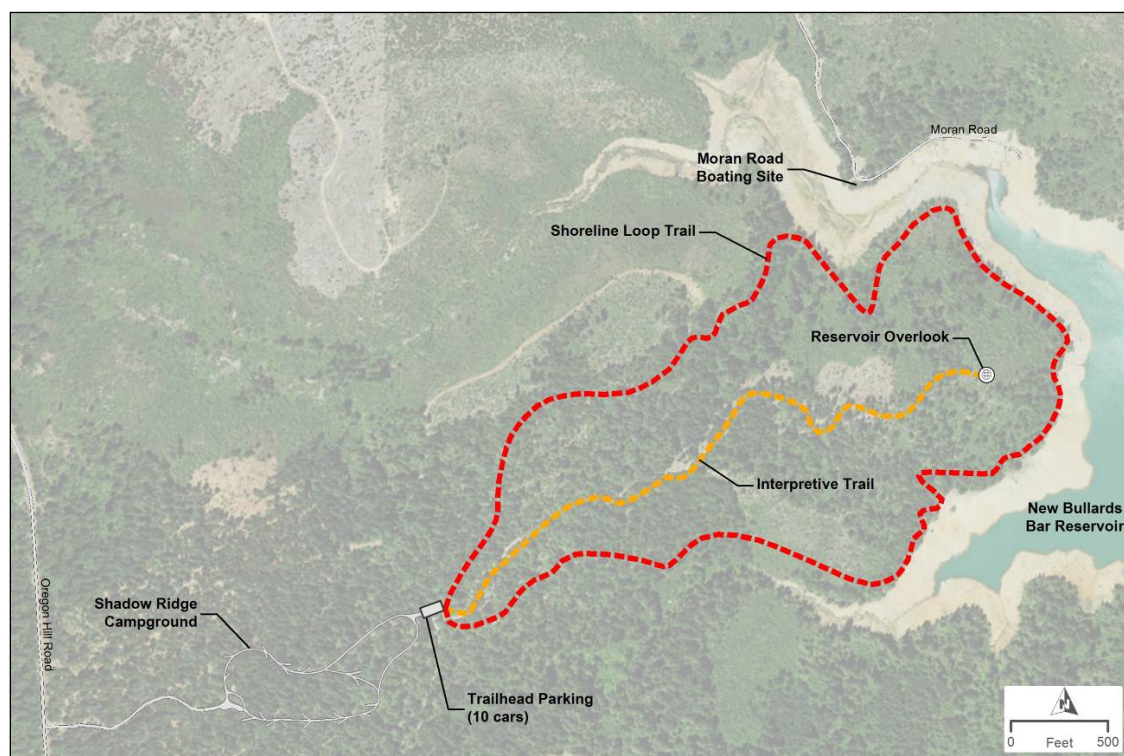 Moran Road
Moran Road
Boating Site
Shoreline Loop Trail
Reservoir Overlook
Interpretive Trail
New Bullards
Bar Reservoir
Oregon Hill Road
Shadow Ridge
Campground
Trailhead Parking
(10 cars)
N
0 Feet 500